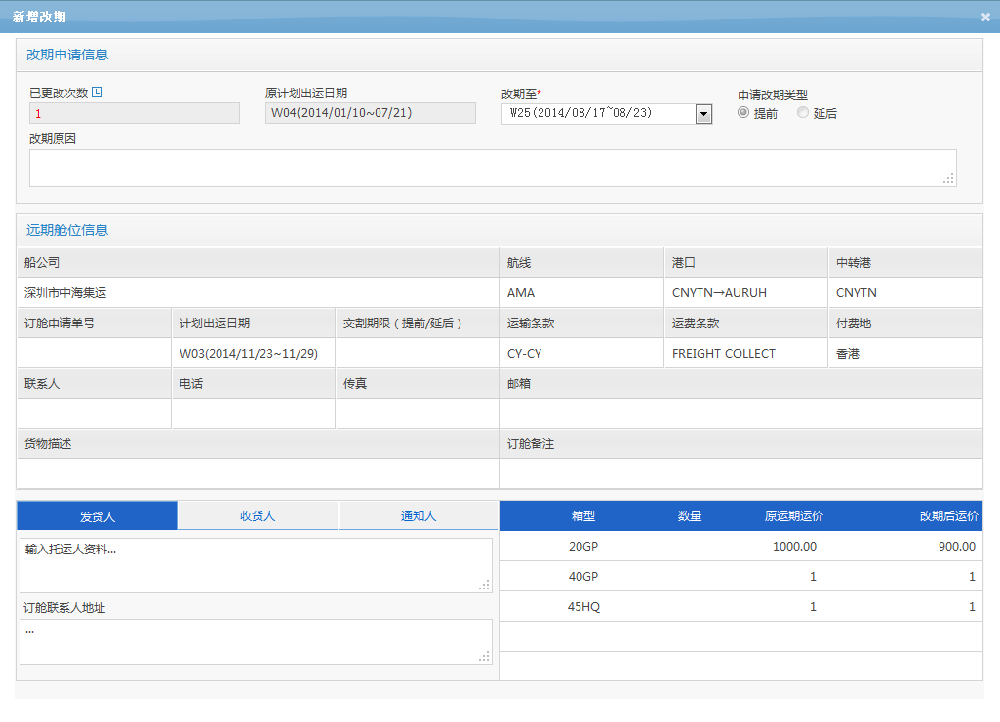 新增改期
改期申请信息
已更改次数 原计划出运日期 改期至* 申请改期类型
1 W04(2014/01/10~07/21) W25(2014/08/17~08/23) 提前 延后
改期原因
远期舱位信息
船公司 航线 港口 中转港
深圳市中海集运 AMA CNYTN→AURUH CNYTN
订舱申请单号 计划出运日期 交割期限（提前/延后） 运输条款 运费条款 付费地
W03(2014/11/23~11/29) CY-CY FREIGHT COLLECT 香港
联系人 电话 传真 邮箱
货物描述 订舱备注
发货人 收货人 通知人 箱型 数量 原运期运价 改期后运价
输入托运人资料... 20GP 1000.00 900.00
40GP 1 1
订舱联系人地址 45HQ 1 1
...